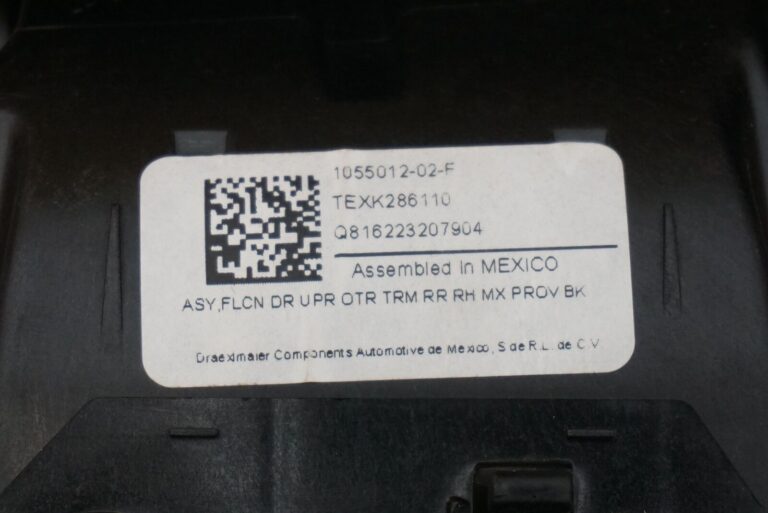 1055012-02-F
TEXK286110
Q816223207904
Assembled in MEXICO
ASY,FLCN DR UPR OTR TRM RR RH MX PROV BK
Draexlmaier Components Automotive de Mexico, S de R.L. de C.V.